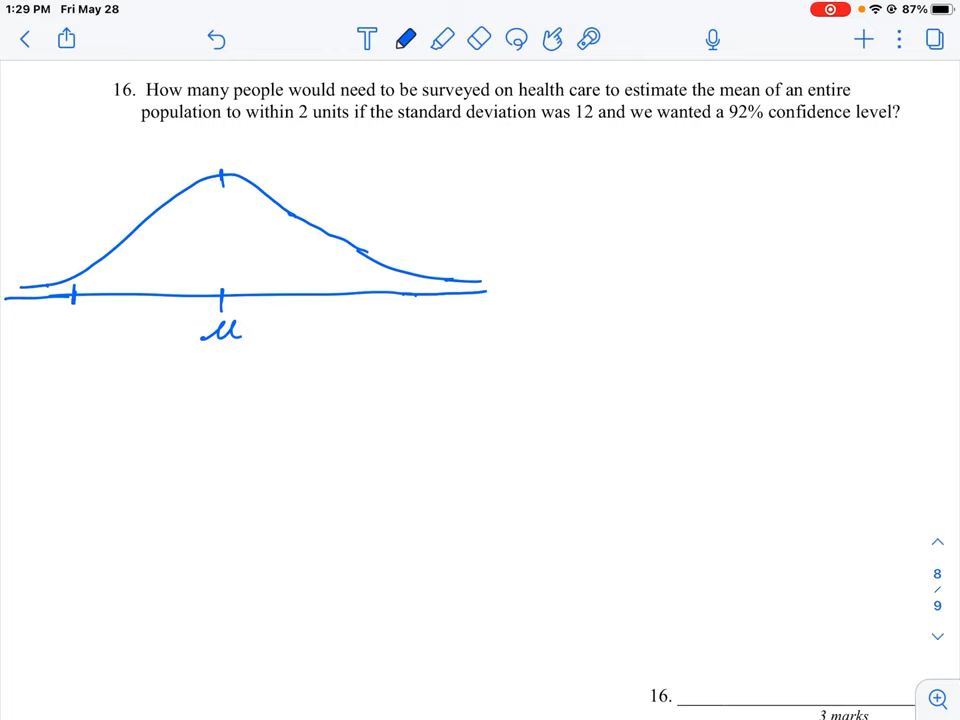 1:29 PM Fri May 28
87%
T
16. How many people would need to be surveyed on health care to estimate the mean of an entire
population to within 2 units if the standard deviation was 12 and we wanted a 92% confidence level?
μ
8
/
9
16. ____________________
3 marks